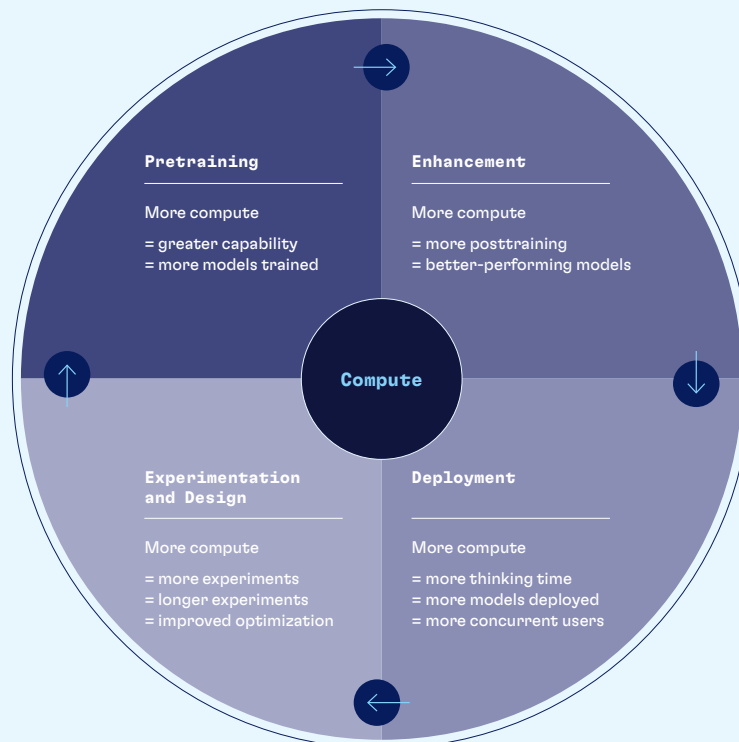 Pretraining
More compute
= greater capability
= more models trained
Enhancement
More compute
= more posttraining
= better-performing models
Compute
Experimentation
and Design
More compute
= more experiments
= longer experiments
= improved optimization
Deployment
More compute
= more thinking time
= more models deployed
= more concurrent users